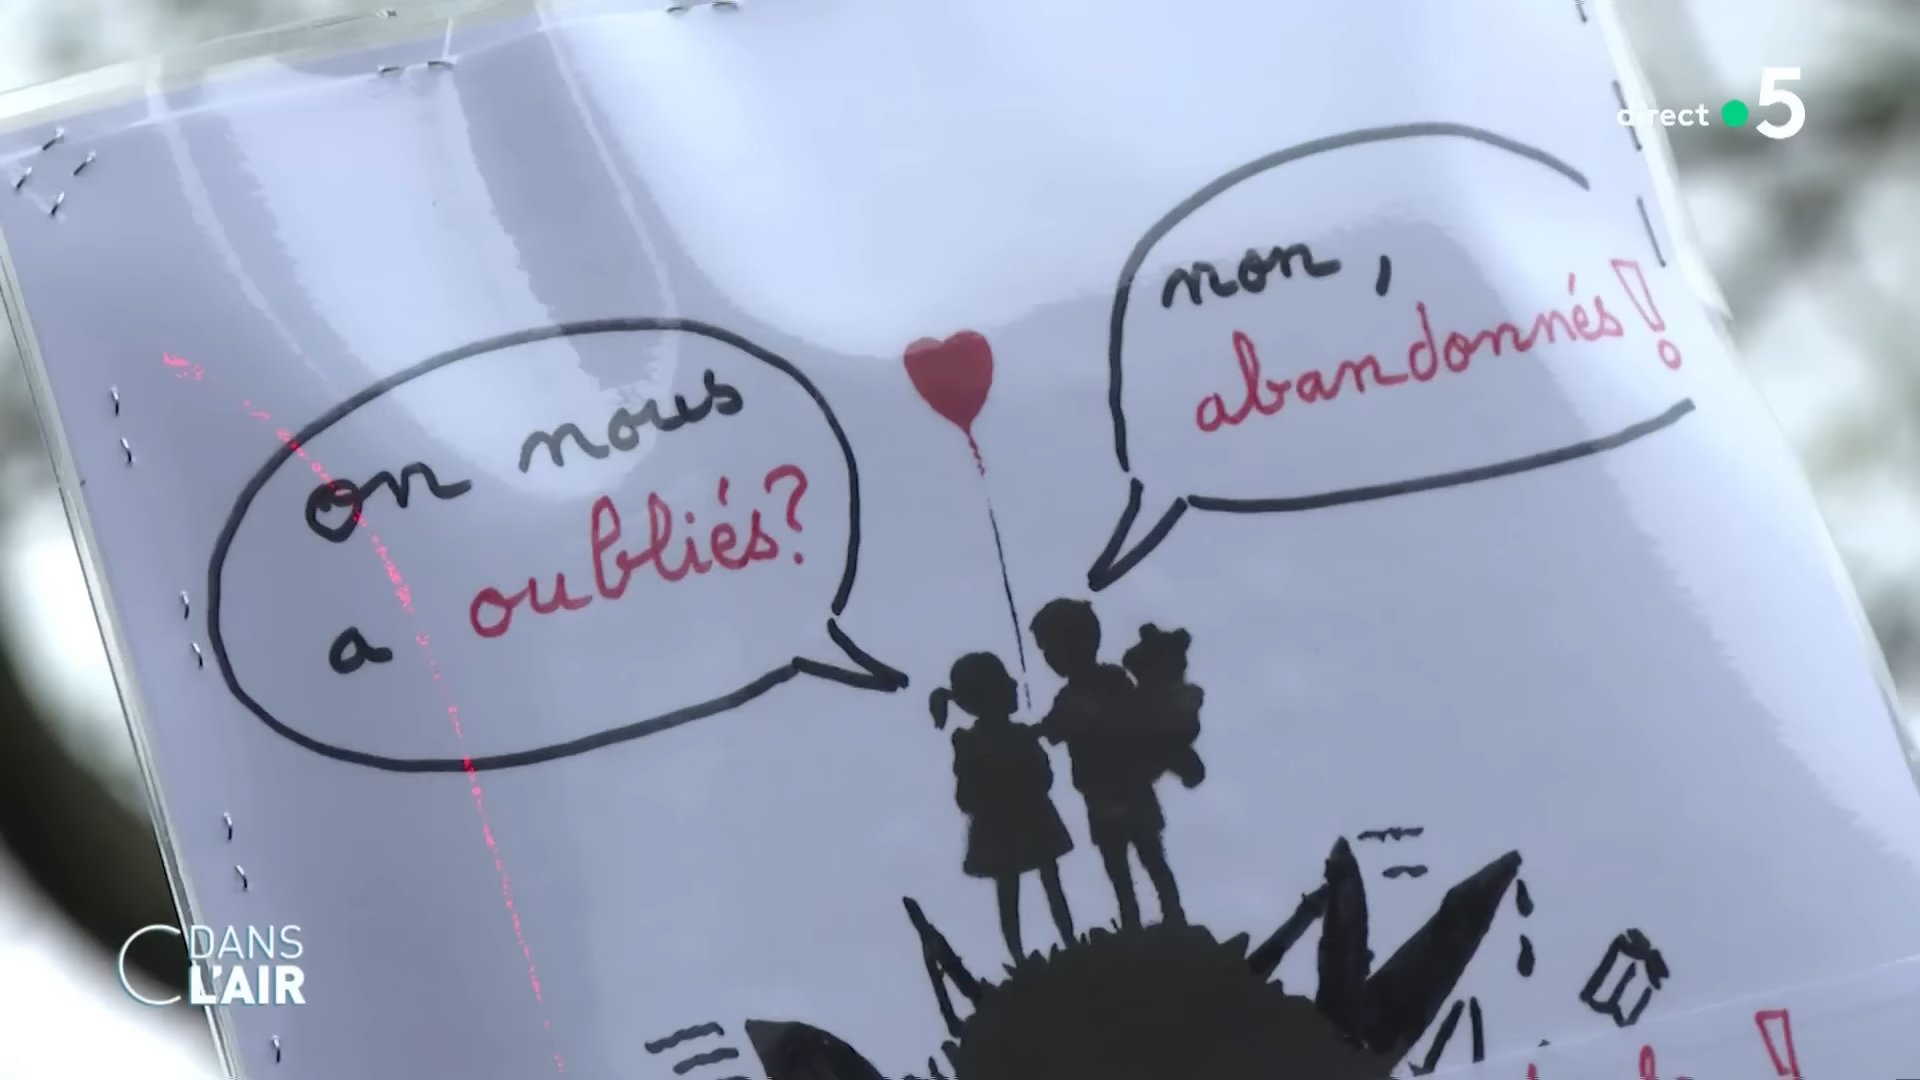 direct 5
on nous
a oubliés?
non,
abandonnés!
C DANS
L'AIR